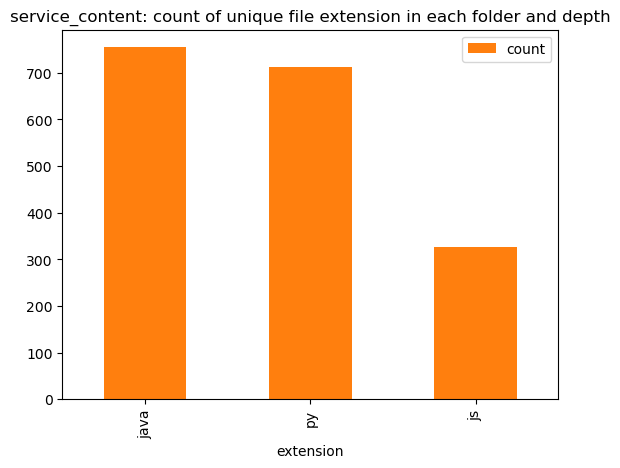 service_content: count of unique file extension in each folder and depth
count
700
600
500
400
300
200
100
0
java
py
js
extension